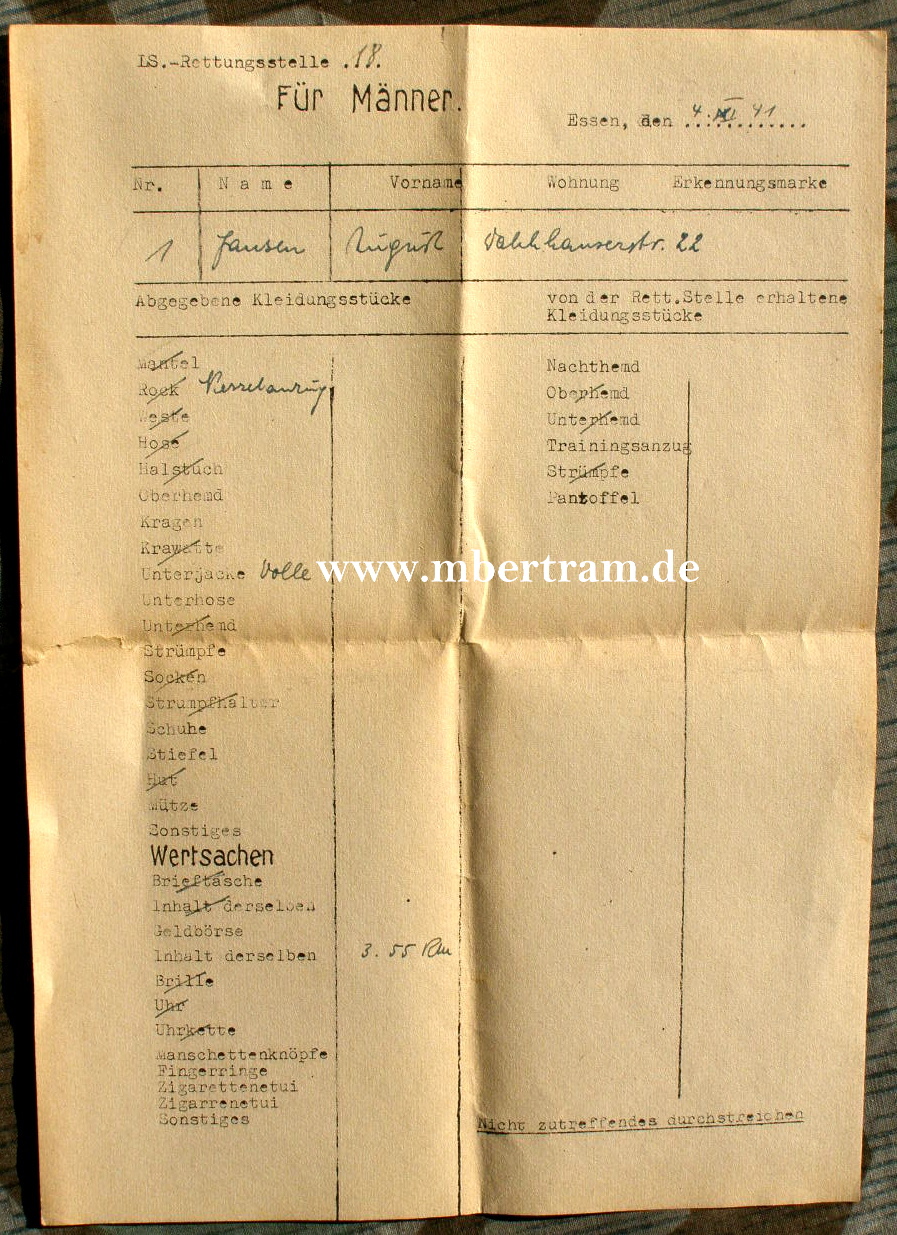 LS.-Rettungsstelle .18.
Für Männer.
Essen, den 4. XI 41
Nr. Name Vorname Wohnung Erkennungsmarke
1 Jansen August 22
Abgegebene Kleidungsstücke
von der Rett.Stelle erhaltene
Kleidungsstücke
Mantel
Rock Kesselanzug
Weste
Hose
Halstuch
Oberhemd
Kragen
Krawatte
Unterjacke Wolle
Unterhose
Unterhemd
Strümpfe
Socken
Strumpfhalter
Schuhe
Stiefel
Hut
Mütze
Sonstiges
Nachthemd
Oberhemd
Unterhemd
Trainingsanzug
Strümpfe
Pantoffel
www.mbertram.de
Wertsachen
Brieftasche
Inhalt derselben
Geldbörse
Inhalt derselben 3.55 Rm
Brille
Uhr
Uhrkette
Manschettenknöpfe
Fingerringe
Zigarettenetui
Zigarrenetui
Sonstiges
Nicht zutreffendes durchstreichen